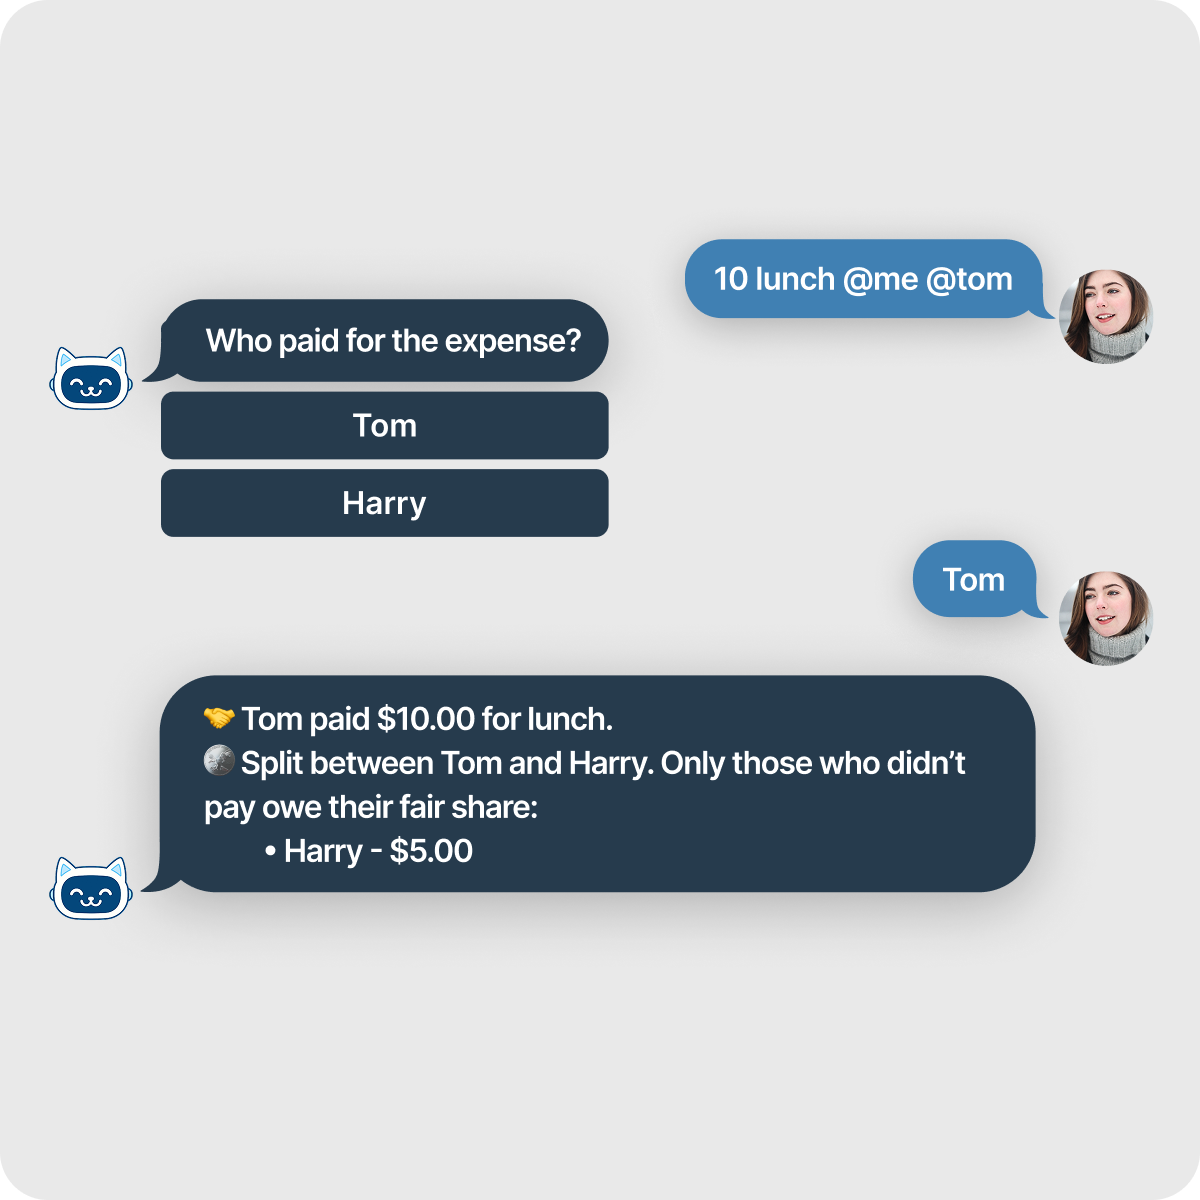 10 lunch @me @tom
Who paid for the expense?
Tom
Harry
Tom
🤝 Tom paid $10.00 for lunch.
🪙 Split between Tom and Harry. Only those who didn’t
pay owe their fair share:
• Harry - $5.00